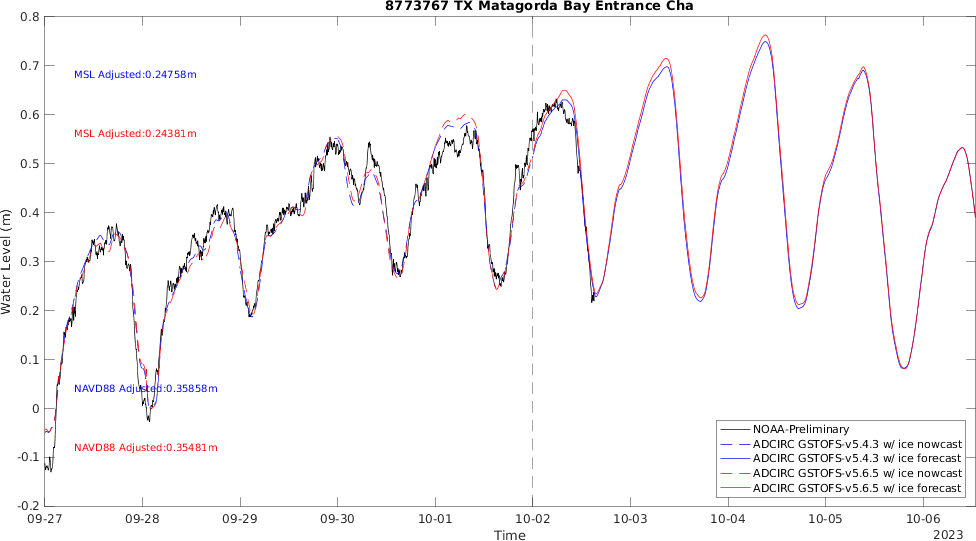 8773767 TX Matagorda Bay Entrance Cha
0.8
0.7
0.6
0.5
0.4
0.3
0.2
0.1
0
-0.1
-0.2
Water Level (m)
MSL Adjusted:0.24758m
MSL Adjusted:0.24381m
NAVD88 Adjusted:0.35858m
NAVD88 Adjusted:0.35481m
NOAA-Preliminary
ADCIRC GSTOFS-v5.4.3 w/ ice nowcast
ADCIRC GSTOFS-v5.4.3 w/ ice forecast
ADCIRC GSTOFS-v5.6.5 w/ ice nowcast
ADCIRC GSTOFS-v5.6.5 w/ ice forecast
09-27 09-28 09-29 09-30 10-01 10-02 10-03 10-04 10-05 10-06
Time
2023